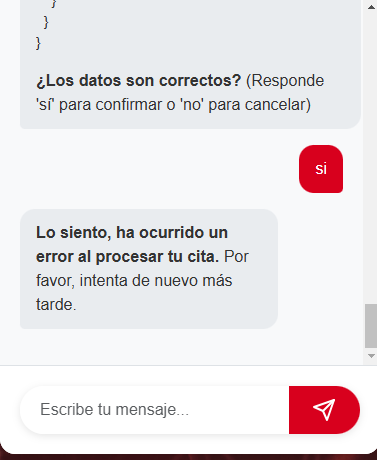 }
}
}
¿Los datos son correctos? (Responde
'sí' para confirmar o 'no' para cancelar)
si
Lo siento, ha ocurrido un
error al procesar tu cita. Por
favor, intenta de nuevo más
tarde.
Escribe tu mensaje...